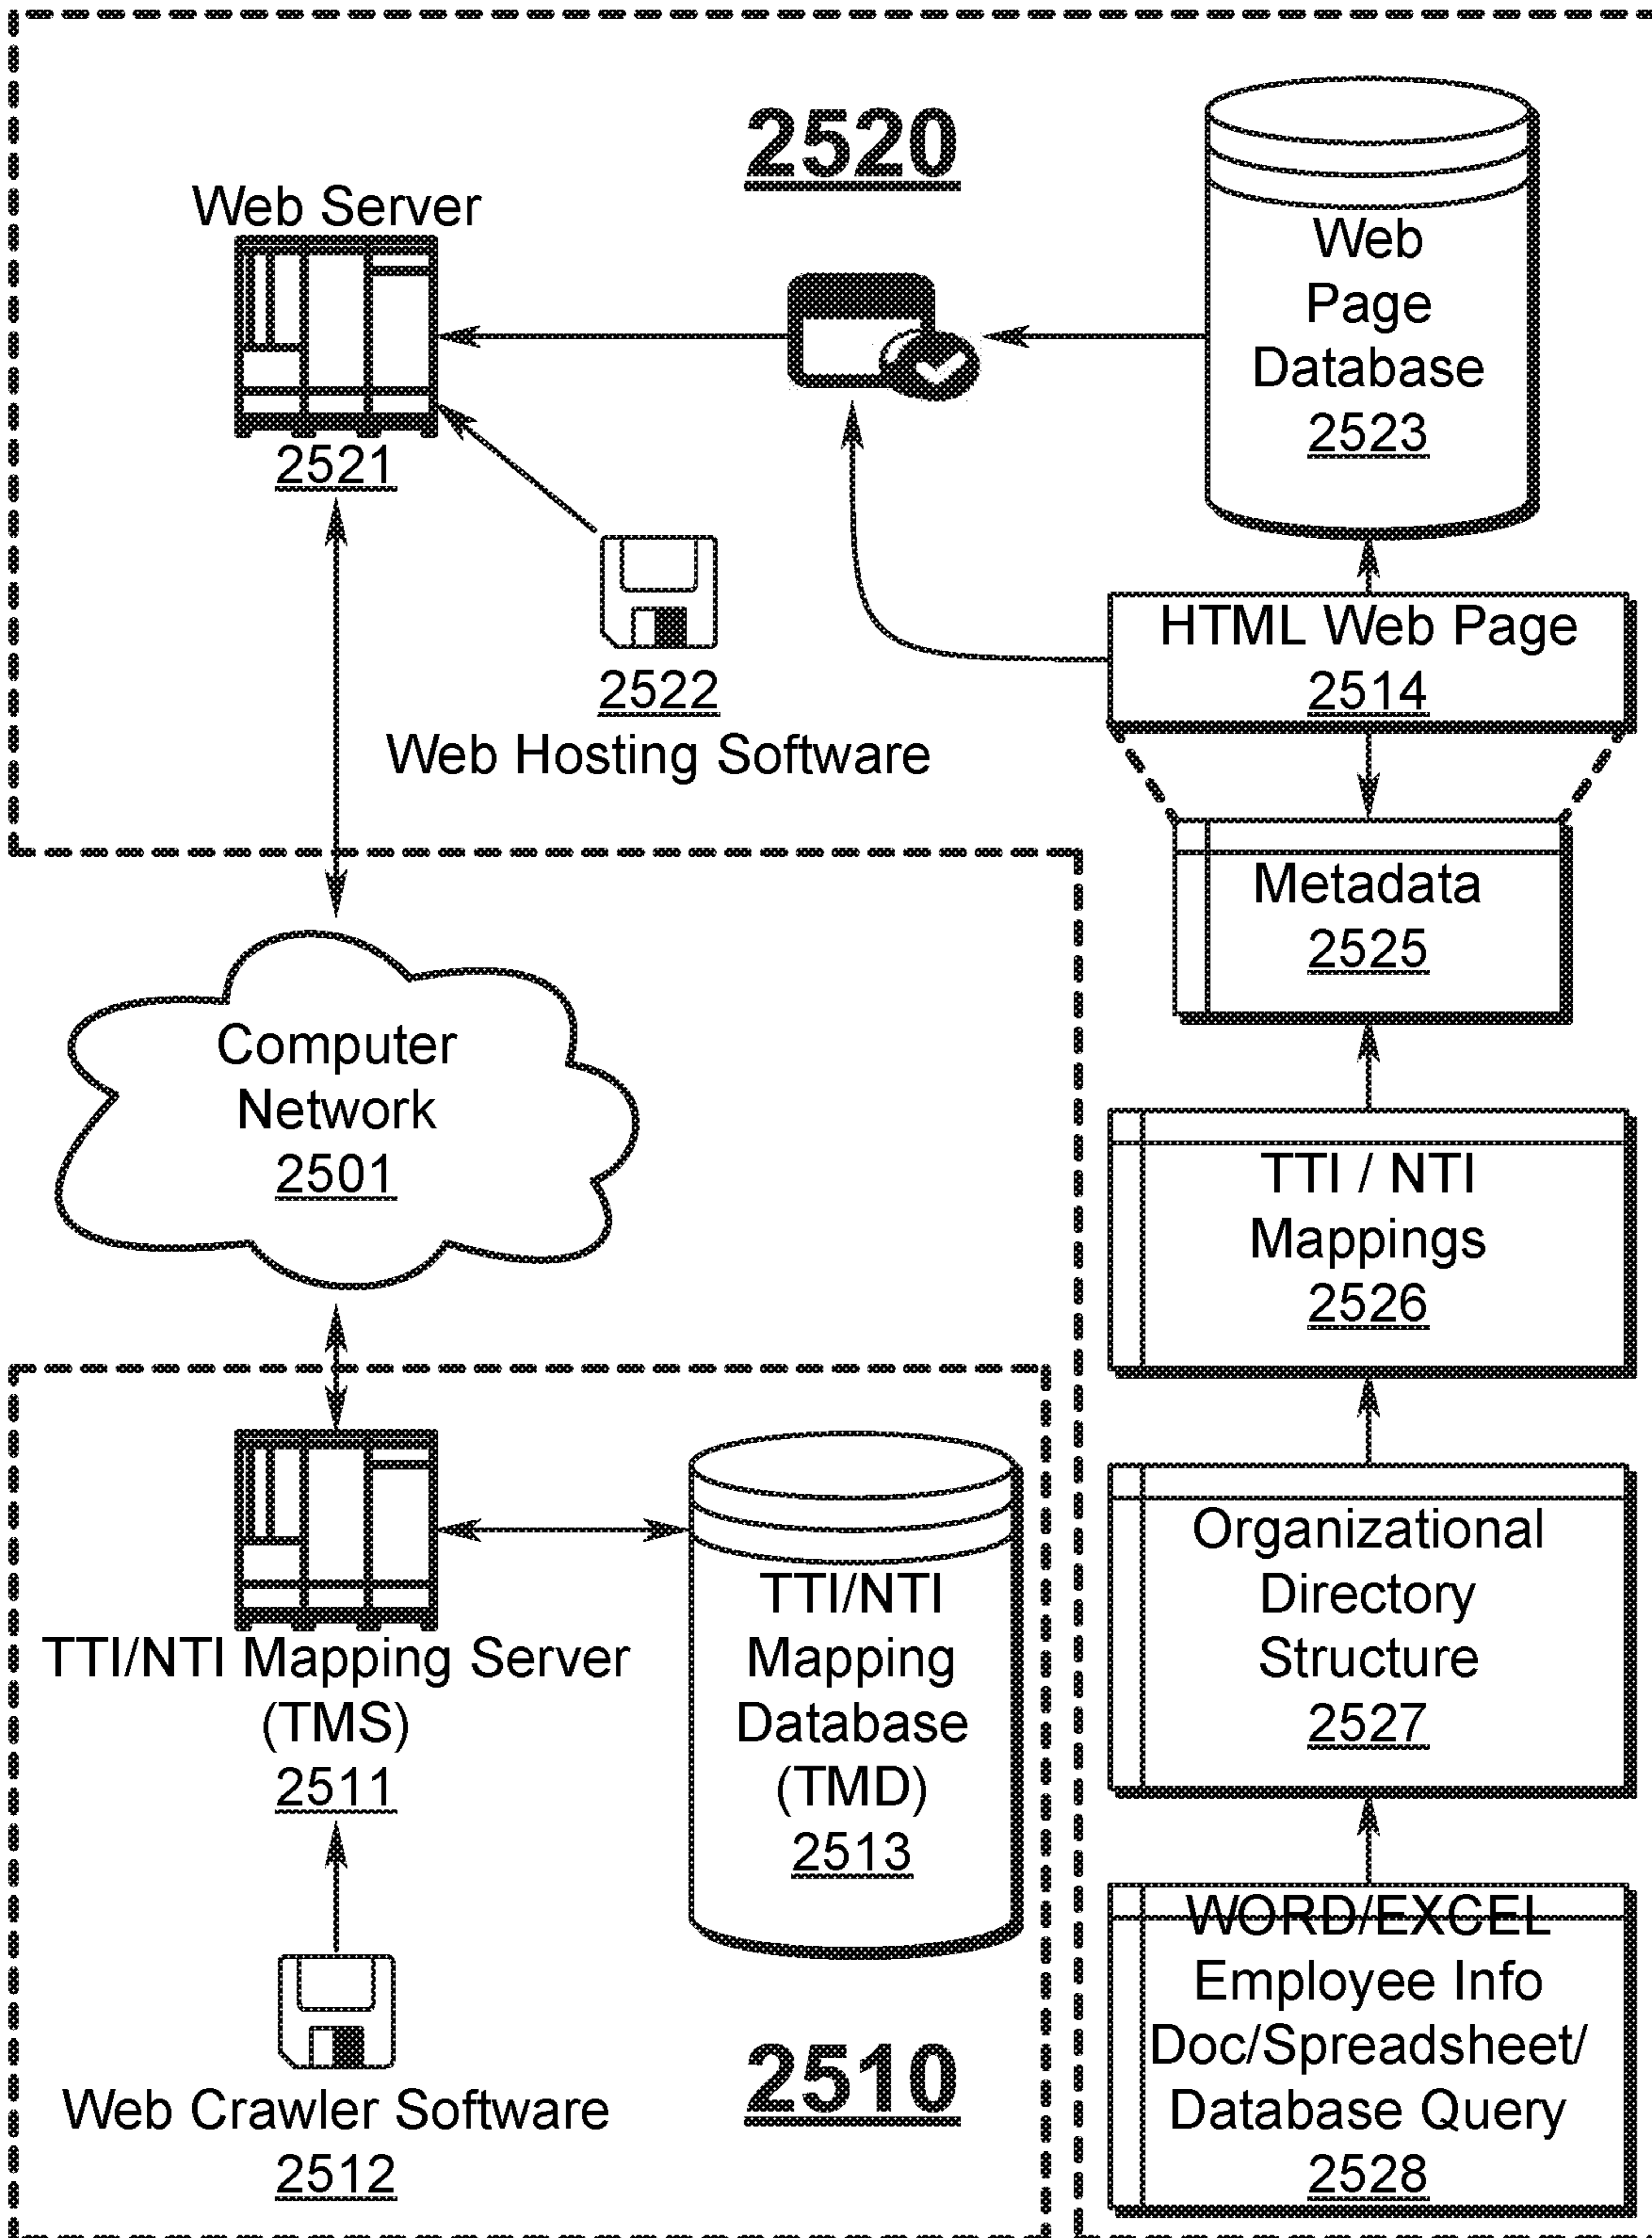 2520
Web Server
2521
2522
Web Hosting Software
Web
Page
Database
2523
HTML Web Page
2514
Metadata
2525
TTI / NTI
Mappings
2526
Organizational
Directory
Structure
2527
WORD/EXCEL
Employee Info
Doc/Spreadsheet/
Database Query
2528
Computer
Network
2501
TTI/NTI Mapping Server
(TMS)
2511
TTI/NTI
Mapping
Database
(TMD)
2513
Web Crawler Software
2512
2510